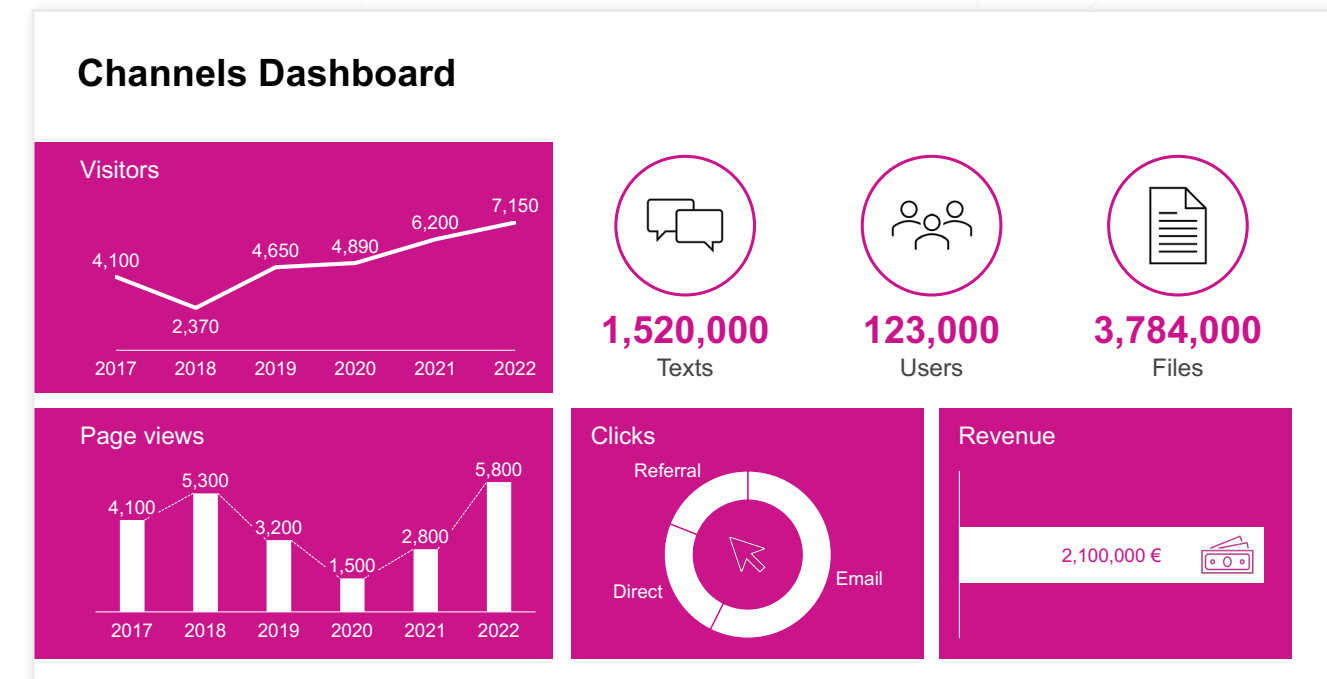 Channels Dashboard
Visitors
4,100
2,370
4,650
4,890
6,200
7,150
2017 2018 2019 2020 2021 2022
1,520,000
Texts
123,000
Users
3,784,000
Files
Page views
4,100
5,300
3,200
1,500
2,800
5,800
2017 2018 2019 2020 2021 2022
Clicks
Referral
Direct
Email
Revenue
2,100,000 €